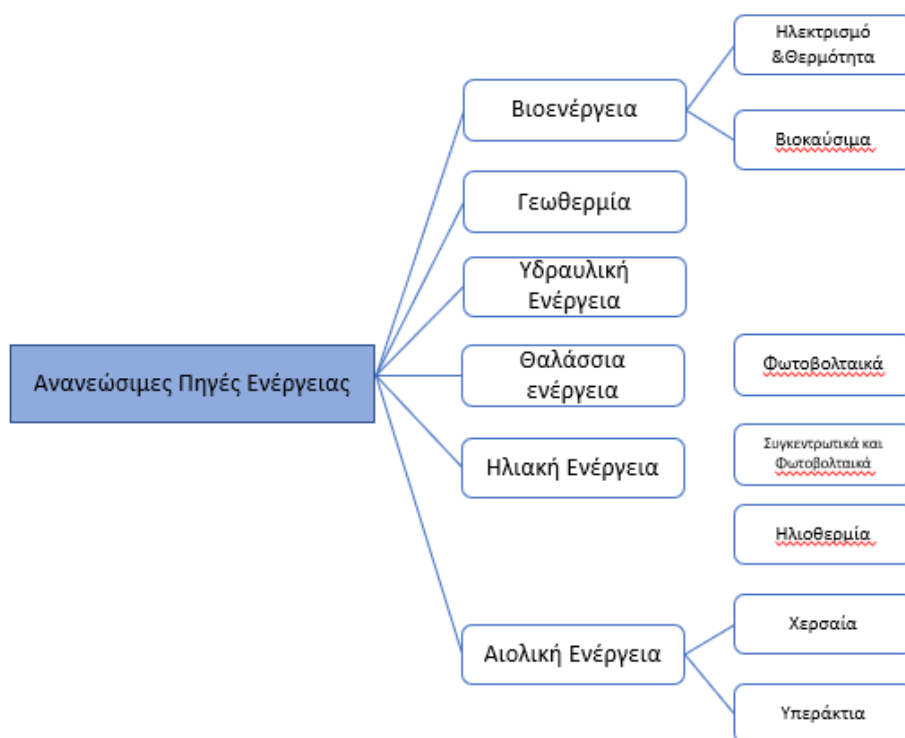 Ανανεώσιμες Πηγές Ενέργειας
Βιοενέργεια
Ηλεκτρισμό
&Θερμότητα
Βιοκαύσιμα
Γεωθερμία
Υδραυλική
Ενέργεια
Θαλάσσια
ενέργεια
Ηλιακή Ενέργεια
Φωτοβολταικά
Συγκεντρωτικά και
Φωτοβολταικά
Ηλιοθερμία
Αιολική Ενέργεια
Χερσαία
Υπεράκτια